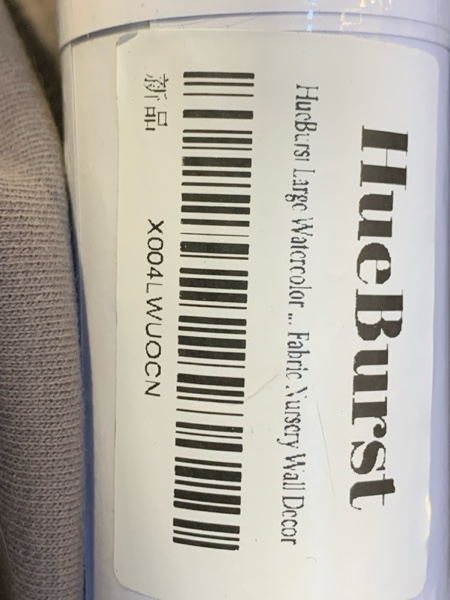 HueBurst
HueBurst Large Watercolor ... Fabric Nursery Wall Decor
X004LWUOCN
新品